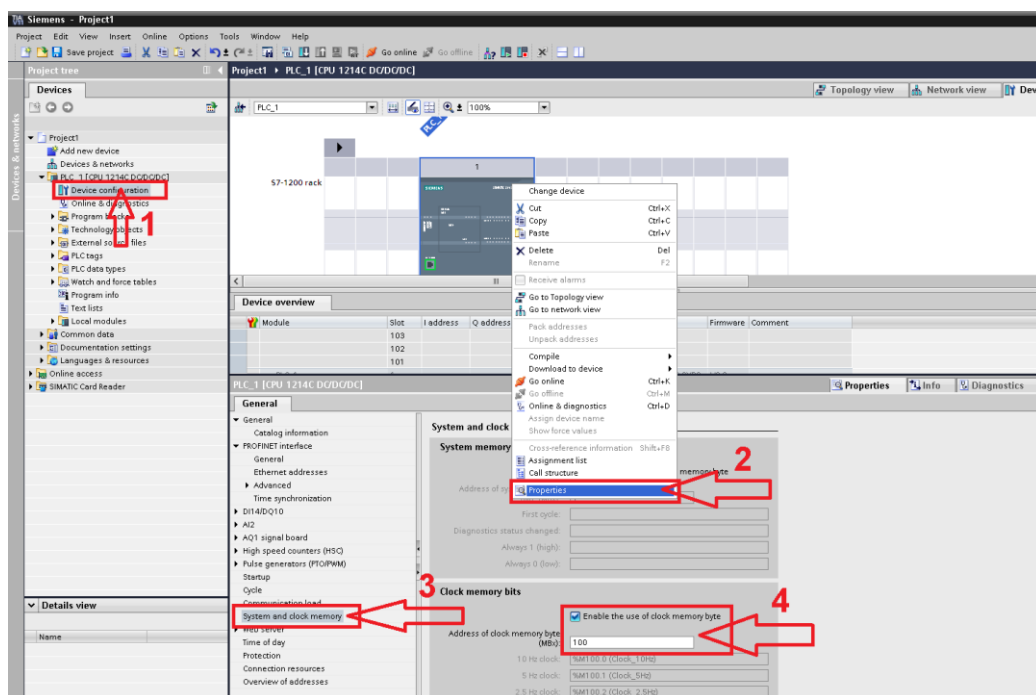 Siemens - Project1
Project Edit View Insert Online Options Tools Window Help
Save project Go online Go offline
Project tree
Project1 PLC_1 [CPU 1214C DC/DC/DC]
Devices
Topology view Network view
PLC_1 100%
Devices & networks
Project1
Add new device
Devices & networks
PLC_1 [CPU 1214C DC/DC/DC]
Device configuration
Online & diagnostics
Program blocks
Technology objects
External source files
PLC tags
PLC data types
Watch and force tables
Program info
Text lists
Local modules
Common data
Documentation settings
Languages & resources
Online access
SIMATIC Card Reader
1
Details view
Name
S7-1200 rack
1
SIEMENS
Change device
Cut Ctrl+X
Copy Ctrl+C
Paste Ctrl+V
Delete Del
Rename F2
Receive alarms
Go to Topology view
Go to network view
Pack addresses
Unpack addresses
Compile
Download to device
Go online Ctrl+K
Go offline Ctrl+M
Online & diagnostics Ctrl+D
Assign device name
Show force values
Cross-reference information Shift+F8
Assignment list
Call structure
Properties
2
Device overview
Module Slot I address Q address Firmware Comment
103
102
101
PLC_1 [CPU 1214C DC/DC/DC]
Properties Info Diagnostics
General
General
Catalog information
PROFINET interface
General
Ethernet addresses
Advanced
Time synchronization
DI14/DQ10
AI2
AQ1 signal board
High speed counters (HSC)
Pulse generators (PTO/PWM)
Startup
Cycle
Communication load
System and clock memory
Web server
Time of day
Protection
Connection resources
Overview of addresses
3
System and clock
System memory
memory byte
Address of
First cycle:
Diagnostics status changed:
Always 1 (high):
Always 0 (low):
Clock memory bits
Enable the use of clock memory byte
4
Address of clock memory byte (MBx): 100
10 Hz clock: %M100.0 (Clock_10Hz)
5 Hz clock: %M100.1 (Clock_5Hz)
2.5 Hz clock: %M100.2 (Clock_2.5Hz)